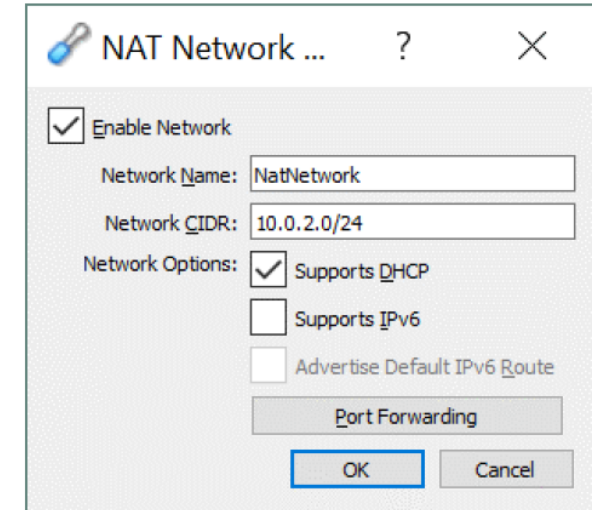 NAT Network ... ?
Enable Network
Network Name: NatNetwork
Network CIDR: 10.0.2.0/24
Network Options: Supports DHCP
Supports IPv6
Advertise Default IPv6 Route
Port Forwarding
OK Cancel